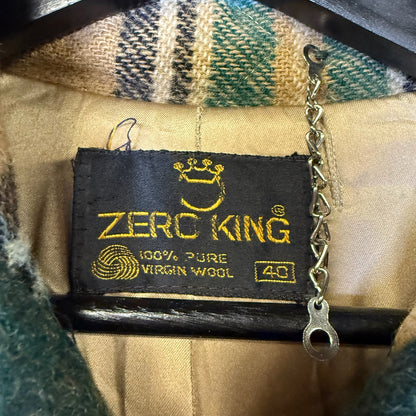 ZERO KING®
100% PURE
VIRGIN WOOL
40